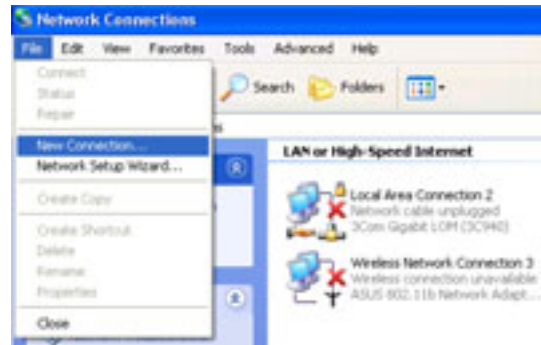 Network Connections
File Edit View Favorites Tools Advanced Help
Connect
Status
Repair
Search Folders
New Connection...
Network Setup Wizard...
Create Copy
Create Shortcut
Delete
Rename
Properties
Close
LAN or High-Speed Internet
Local Area Connection 2
Network cable unplugged
3Com Gigabit LOM (3C940)
Wireless Network Connection 3
Wireless connection unavailable
ASUS 802.11b Network Adapt...